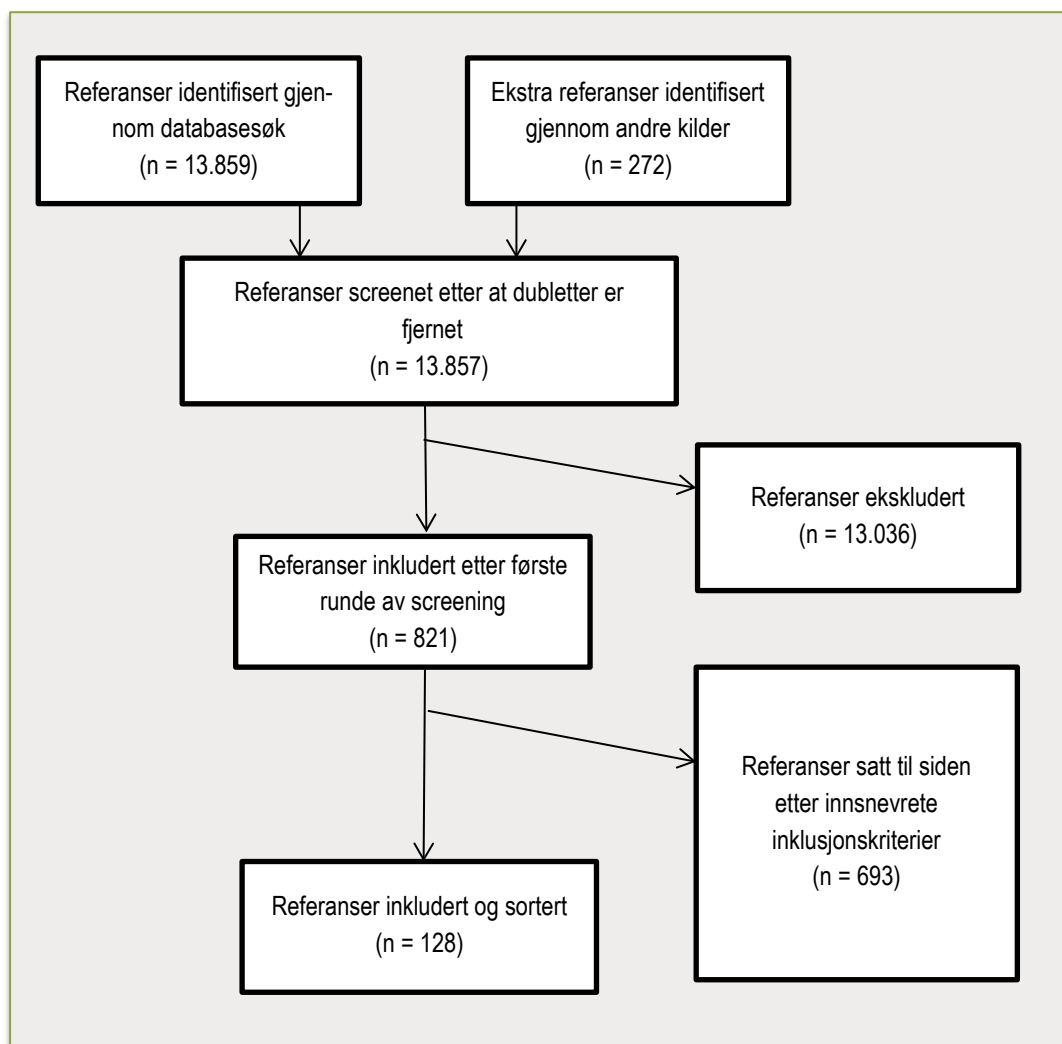 Referanser identifisert gjen-
nom databasesøk
(n = 13.859)
Ekstra referanser identifisert
gjennom andre kilder
(n = 272)
Referanser screenet etter at dubletter er
fjernet
(n = 13.857)
Referanser ekskludert
(n = 13.036)
Referanser inkludert etter første
runde av screening
(n = 821)
Referanser satt til siden
etter innsnevrete
inklusjonskriterier
(n = 693)
Referanser inkludert og sortert
(n = 128)